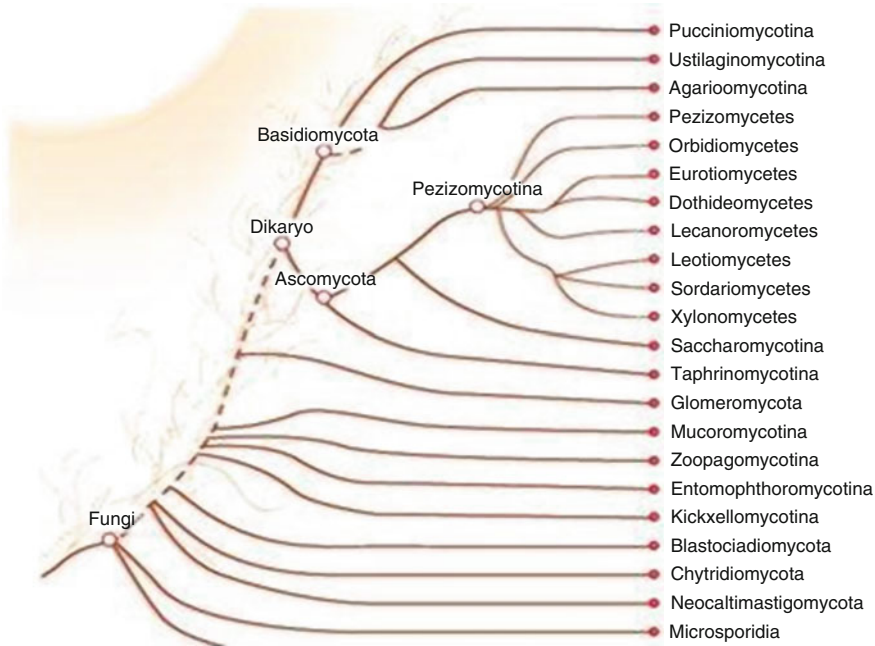 Pucciniomycotina
Ustilaginomycotina
Agarioomycotina
Basidiomycota
Pezizomycetes
Orbidiomycetes
Eurotiomycetes
Pezizomycotina
Dothideomycetes
Dikaryo
Lecanoromycetes
Leotiomycetes
Ascomycota
Sordariomycetes
Xylonomycetes
Saccharomycotina
Taphrinomycotina
Glomeromycota
Mucoromycotina
Zoopagomycotina
Entomophthoromycotina
Kickxellomycotina
Fungi
Blastociadiomycota
Chytridiomycota
Neocaltimastigomycota
Microsporidia